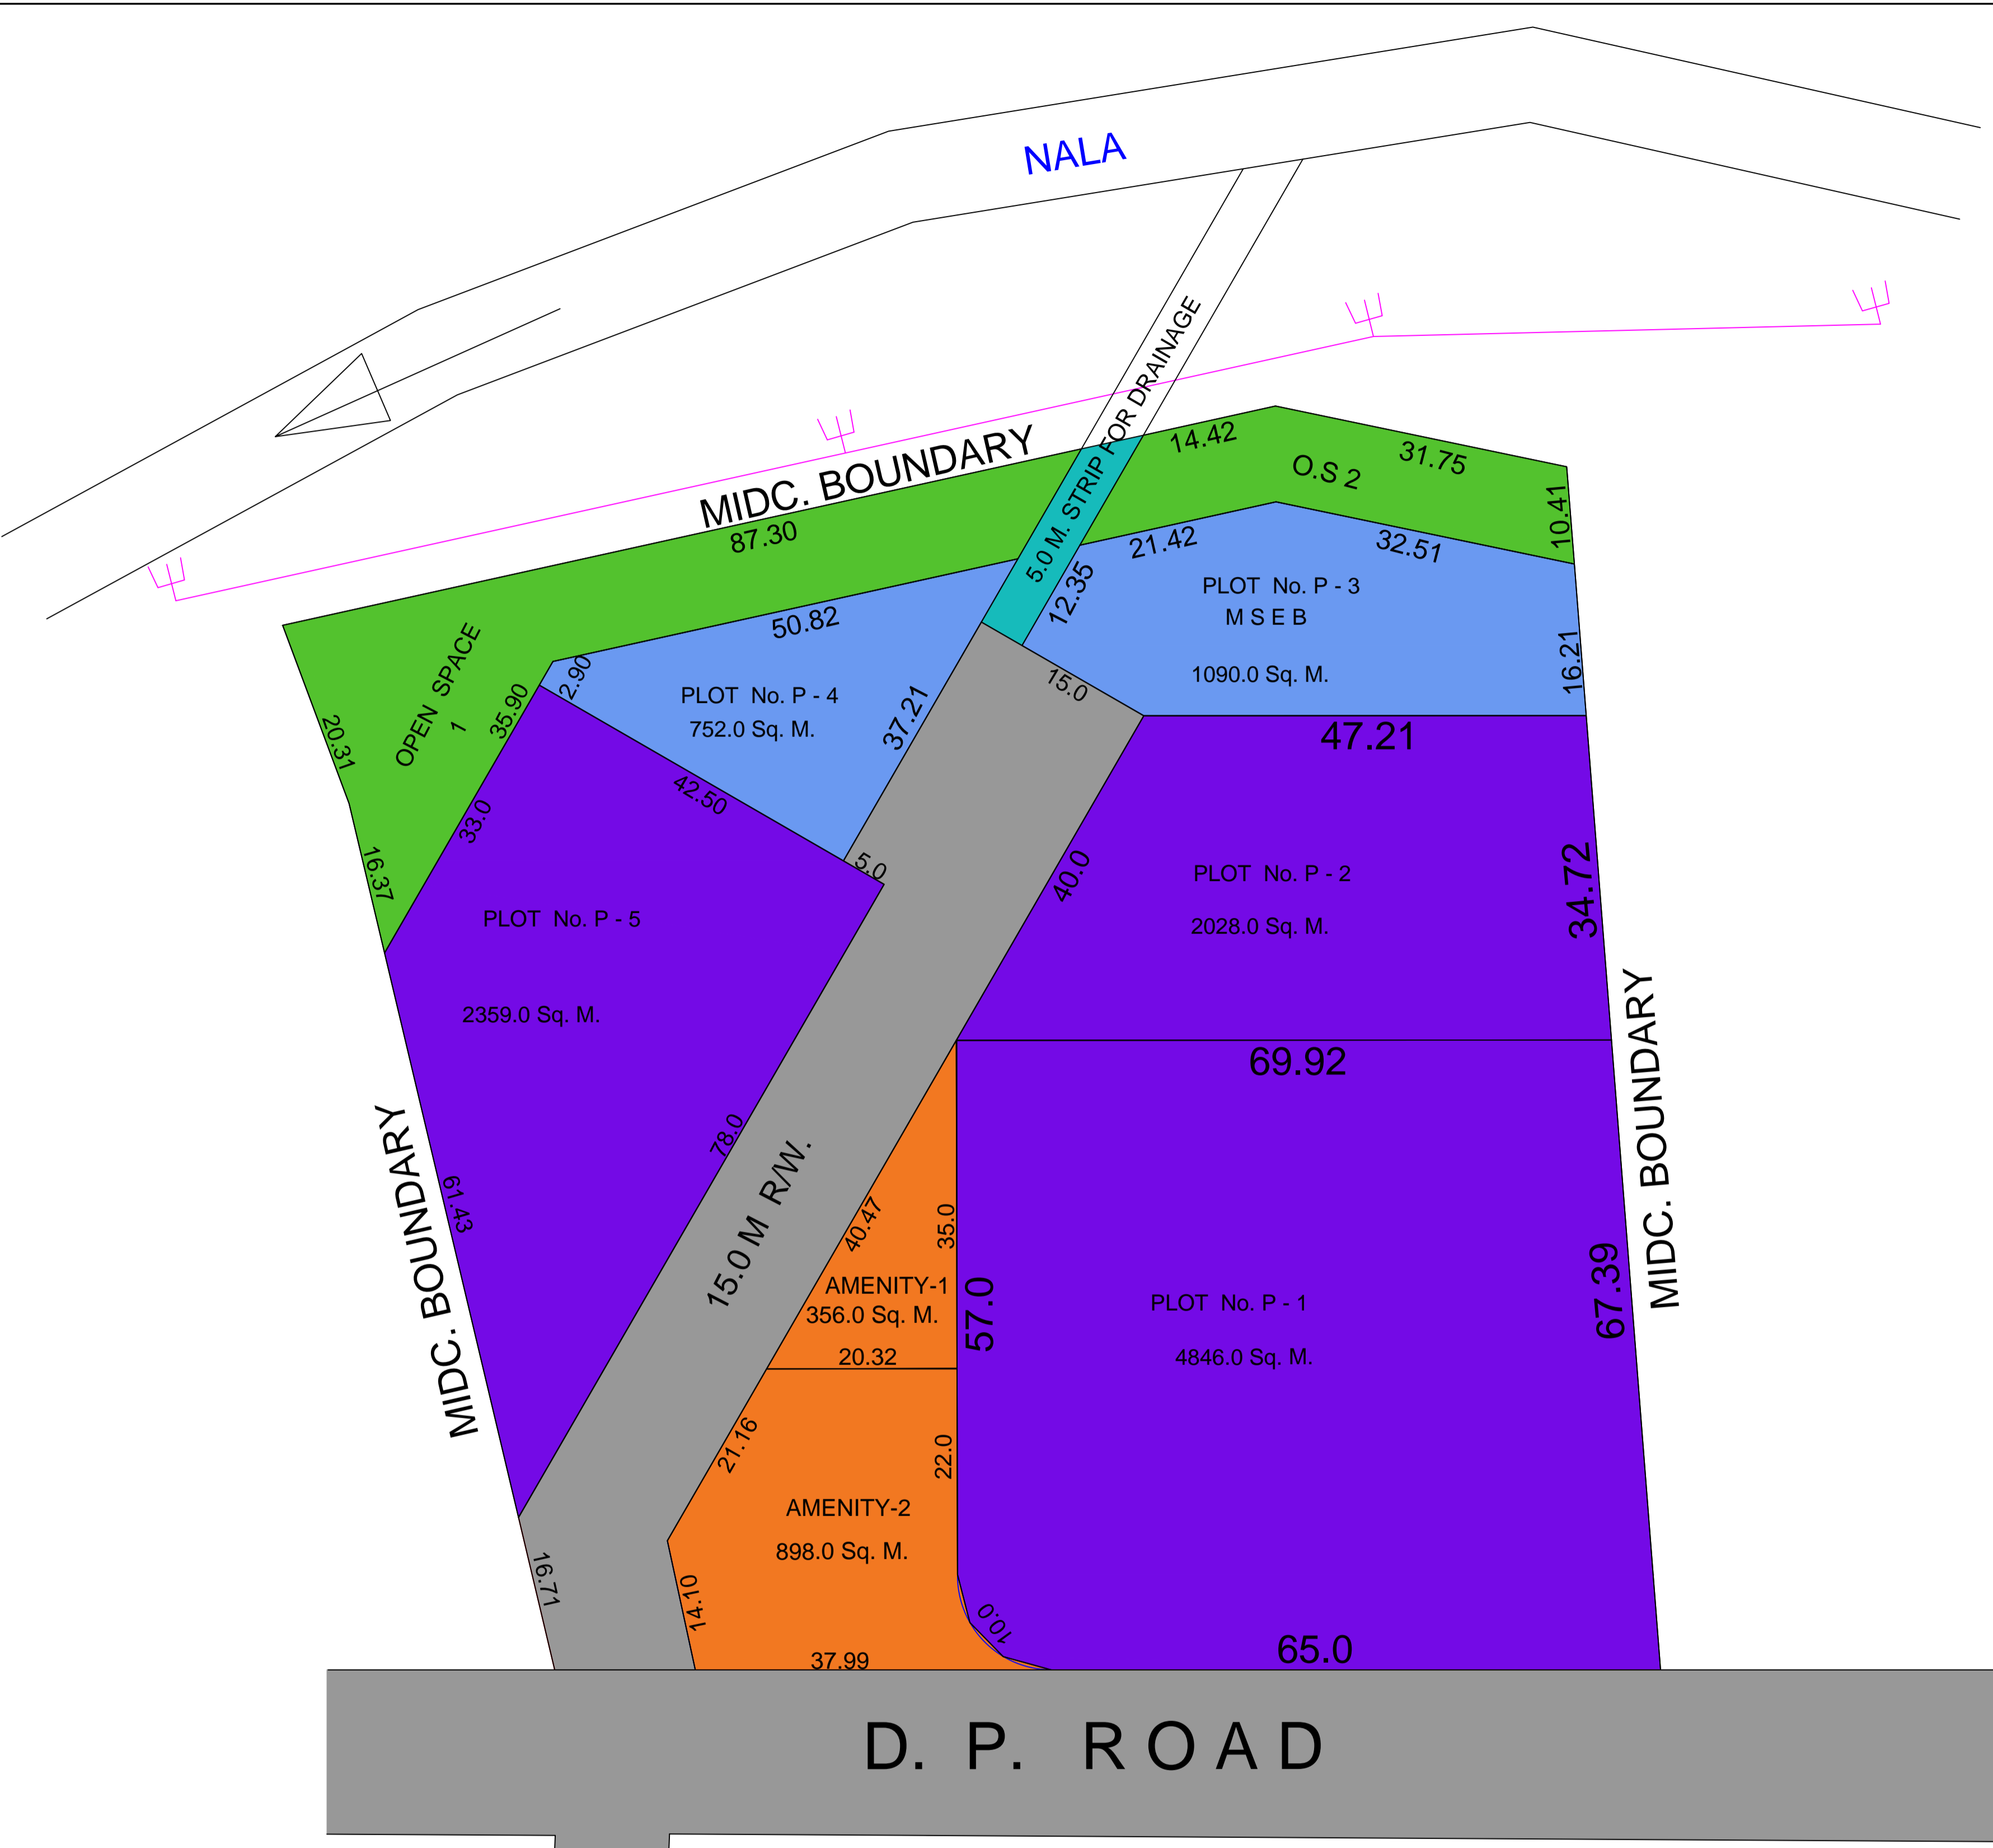 NALA
5.0 M. STRIP FOR DRAINAGE
MIDC. BOUNDARY
87.30
14.42
31.75
O.S 2
10.41
21.42
32.51
12.35
PLOT No. P - 3
M S E B
1090.0 Sq. M.
16.21
50.82
2.90
OPEN SPACE
1
20.31
35.90
PLOT No. P - 4
752.0 Sq. M.
37.21
15.0
47.21
42.50
33.0
16.37
5.0
40.0
PLOT No. P - 2
2028.0 Sq. M.
34.72
PLOT No. P - 5
2359.0 Sq. M.
69.92
MIDC. BOUNDARY
MIDC. BOUNDARY
61.43
78.0
15.0 M R/W.
40.47
35.0
AMENITY-1
356.0 Sq. M.
20.32
57.0
PLOT No. P - 1
4846.0 Sq. M.
67.39
21.16
22.0
AMENITY-2
898.0 Sq. M.
16.71
14.10
10.0
37.99
65.0
D. P. ROAD